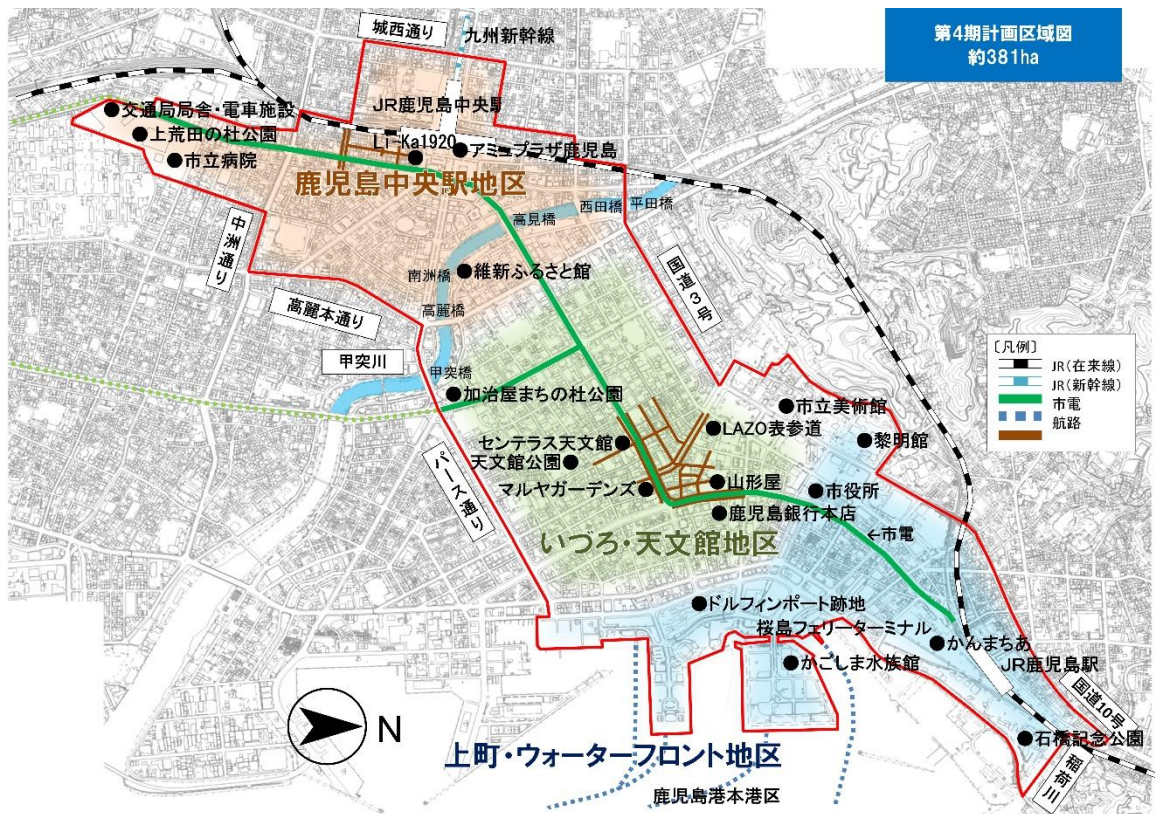 第4期計画区域図
約381ha
城西通り
九州新幹線
JR鹿児島中央駅
交通局局舎・電車施設
上荒田の杜公園
市立病院
Li-Ka1920
アミュプラザ鹿児島
鹿児島中央駅地区
中洲通り
高見橋
西田橋
平田橋
南洲橋
維新ふるさと館
国道3号
高麗橋
高麗本通り
甲突川
甲突橋
加治屋まちの杜公園
〔凡例〕
JR(在来線)
JR(新幹線)
市電
航路
市立美術館
LAZO表参道
黎明館
センテラス天文館
天文館公園
パース通り
マルヤガーデンズ
山形屋
市役所
鹿児島銀行本店
←市電
いづろ・天文館地区
ドルフィンポート跡地
桜島フェリーターミナル
かんまちあ
かごしま水族館
JR鹿児島駅
国道10号
石橋記念公園
稲荷川
N
上町・ウォーターフロント地区
鹿児島港本港区